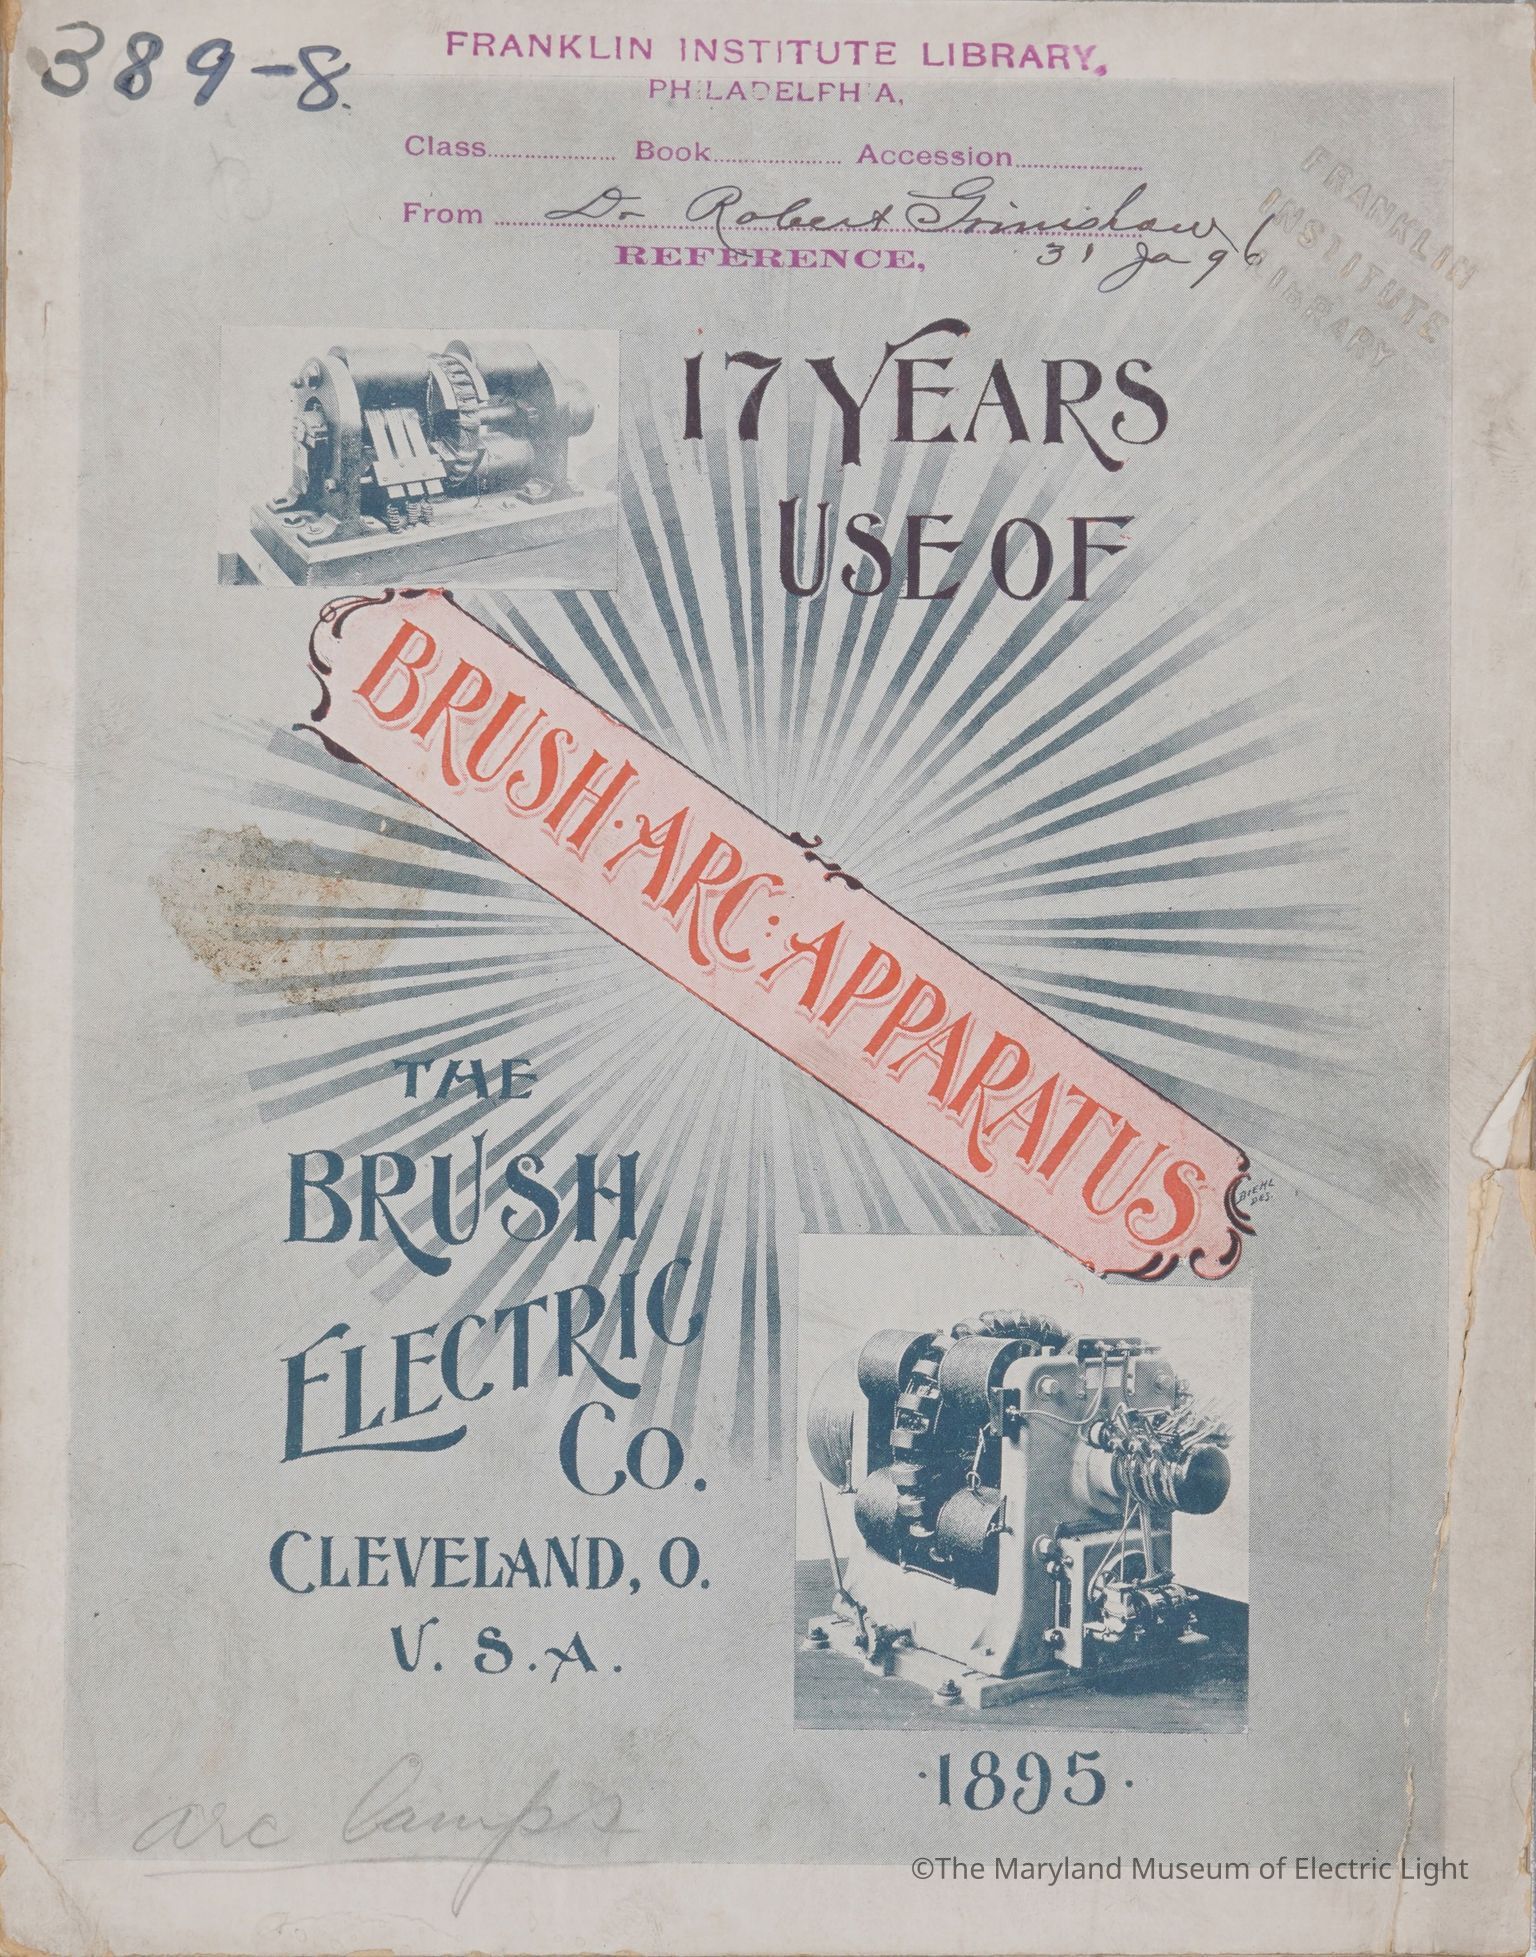 389-8.
FRANKLIN INSTITUTE LIBRARY,
PHILADELPHIA,
Class.................... Book.................... Accession....................
From Dr Robert Grimshaw
REFERENCE, 31 Ja 96
FRANKLIN
INSTITUTE
LIBRARY
17 YEARS
USE OF
BRUSH·ARC:APPARATUS
DIEHL
DES.
THE
BRUSH
ELECTRIC
CO.
CLEVELAND, O.
U. S. A.
·1895·
arc lamps
©The Maryland Museum of Electric Light